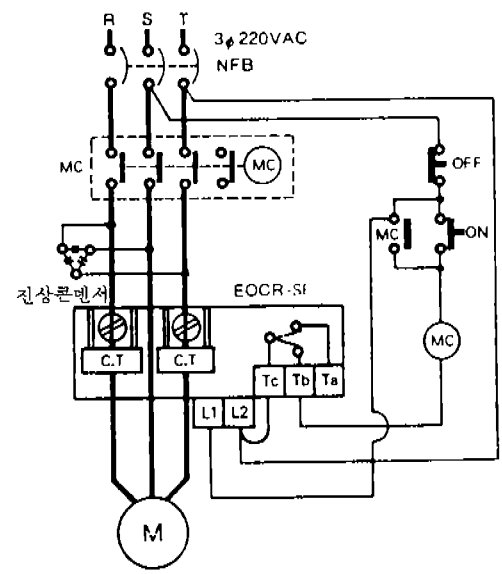 R S T
3φ 220VAC
NFB
MC
MC
OFF
MC
ON
진상콘덴서
EOCR-SE
MC
C.T
C.T
Tc Tb Ta
L1 L2
M